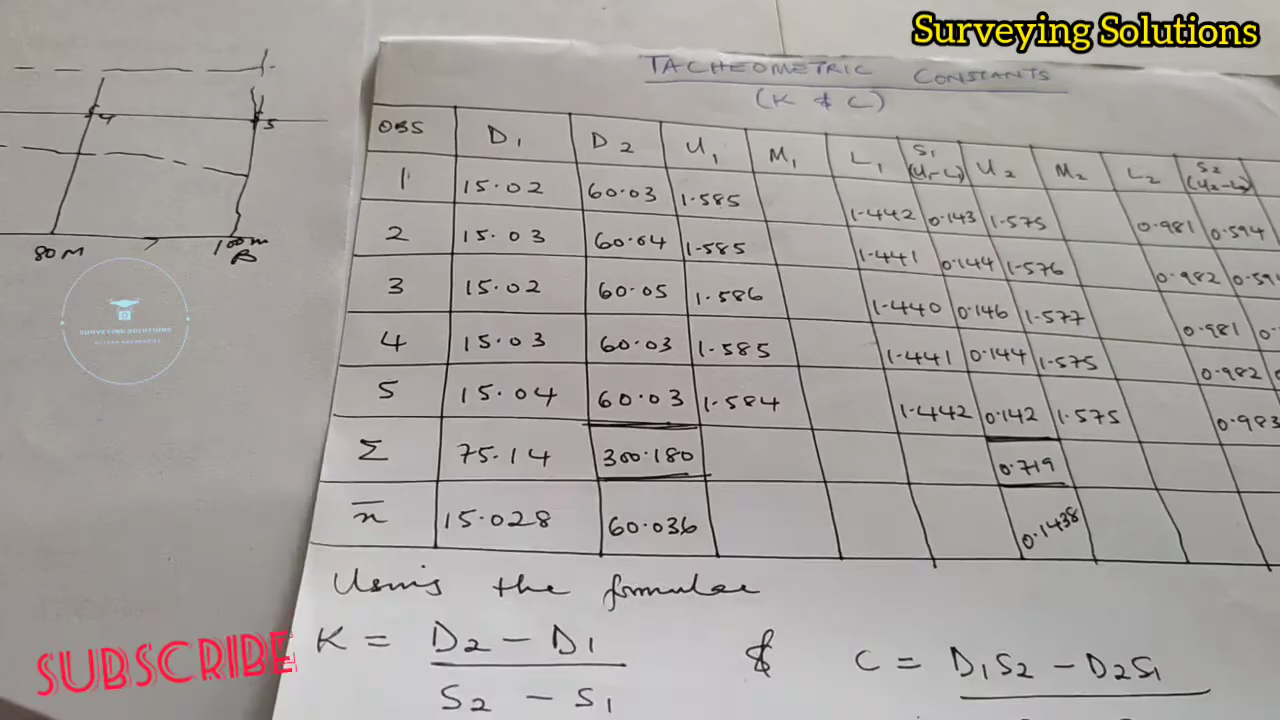 Surveying Solutions
TACHEOMETRIC CONSTANTS
(K & C)
OBS D1 D2 U1 M1 L1 S1 (U1-L1) U2 M2 L2 S2 (U2-L2)
1 15.02 60.03 1.585 1.442 0.143 1.575 0.981 0.594
2 15.03 60.04 1.585 1.441 0.144 1.576 0.982
3 15.02 60.05 1.586 1.440 0.146 1.577 0.981
4 15.03 60.03 1.585 1.441 0.144 1.575 0.982
5 15.04 60.03 1.584 1.442 0.142 1.575 0.983
Σ 75.14 300.180 0.719
x̄ 15.028 60.036 0.1438
Using the formulae
K = D2 - D1
S2 - S1
& C = D1S2 - D2S1
4 5
80M 100m
B
SURVEYING SOLUTIONS
SUBSCRIBE